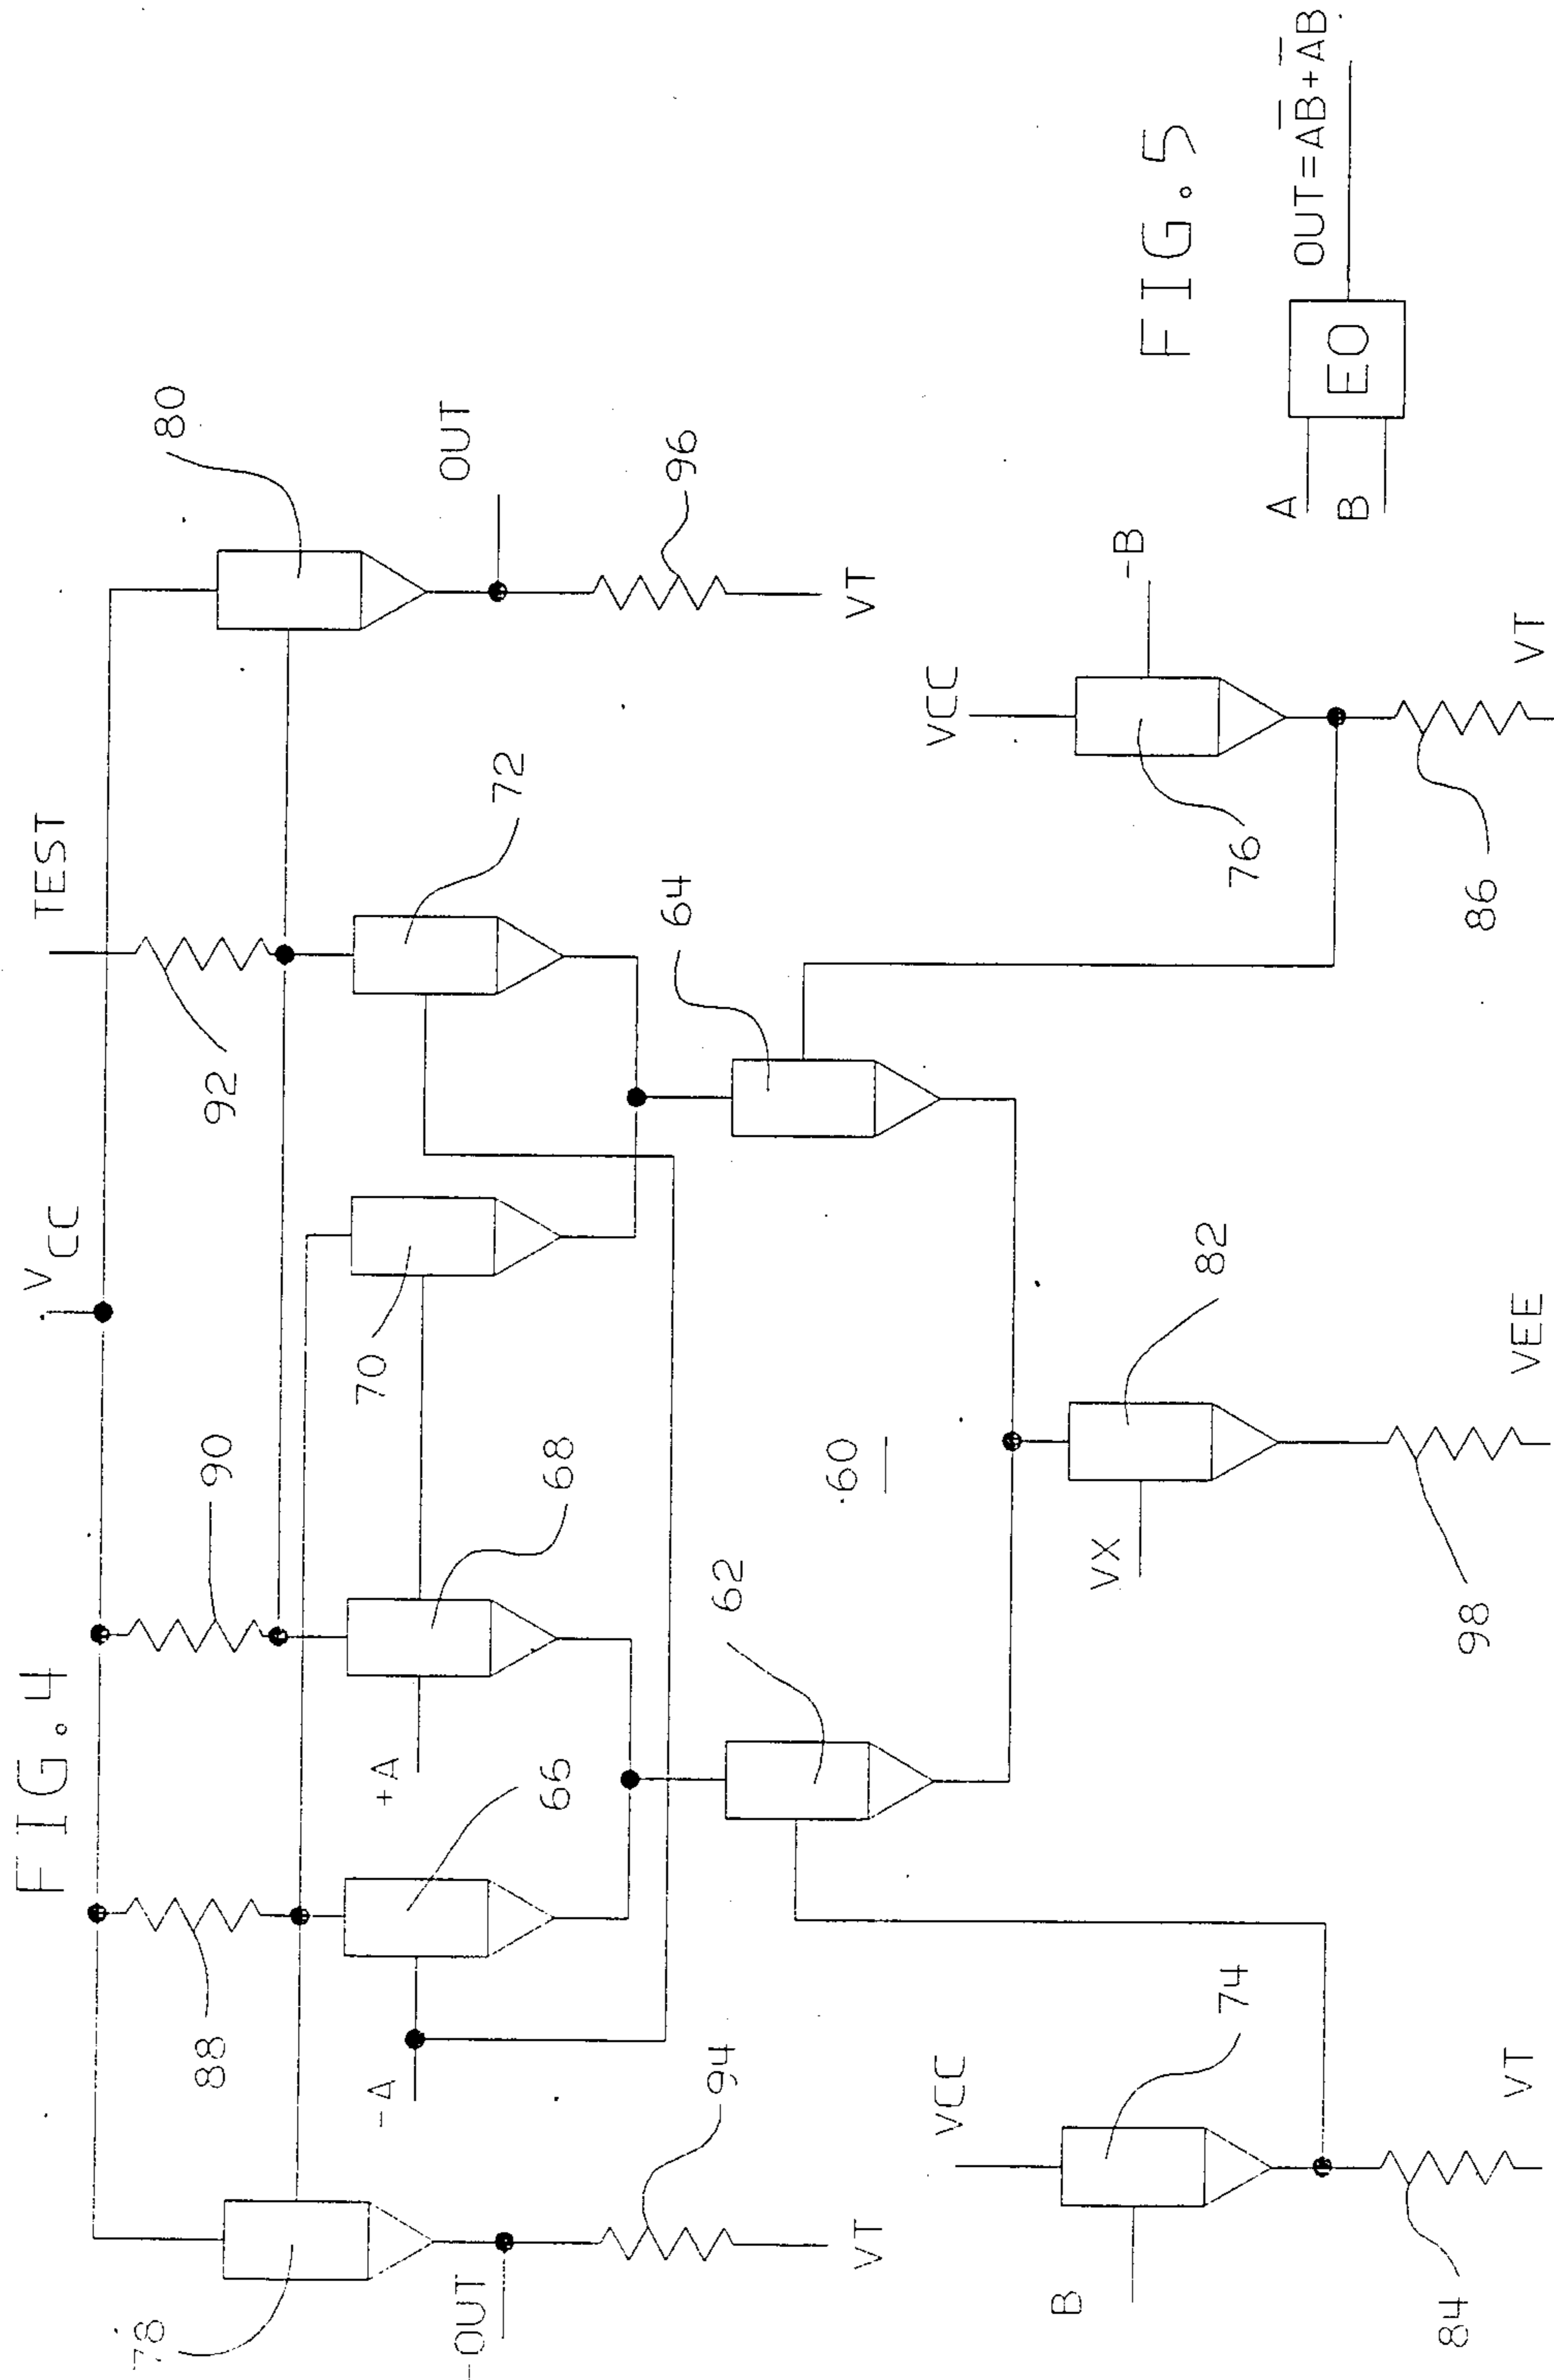 FIG.4
V CC
TEST
88
90
92
80
78
-A
66
+A
68
70
72
-OUT
OUT
94
96
VT
VT
62
.60
64
VCC
VCC
B
74
VX
82
76
-B
84
VT
98
VEE
86
VT
FIG.5
A
B
EO
OUT=AB̅+A̅B